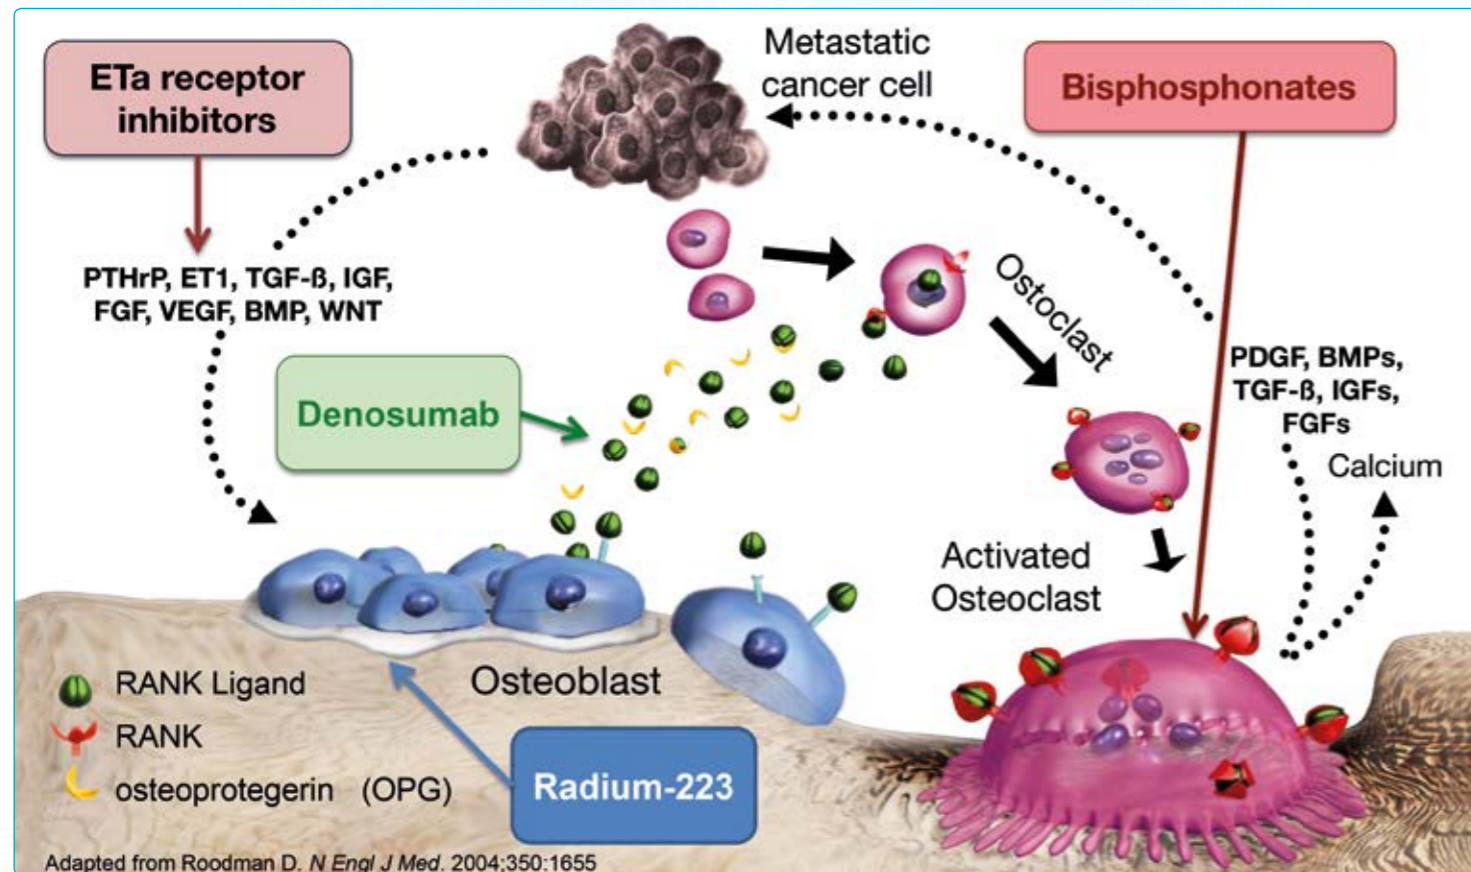 ETa receptor
inhibitors
Metastatic
cancer cell
Bisphosphonates
PTHrP, ET1, TGF-ß, IGF,
FGF, VEGF, BMP, WNT
Ostoclast
Denosumab
PDGF, BMPs,
TGF-ß, IGFs,
FGFs
Calcium
Activated
Osteoclast
Osteoblast
RANK Ligand
RANK
osteoprotegerin (OPG)
Radium-223
Adapted from Roodman D. N Engl J Med. 2004;350:1655